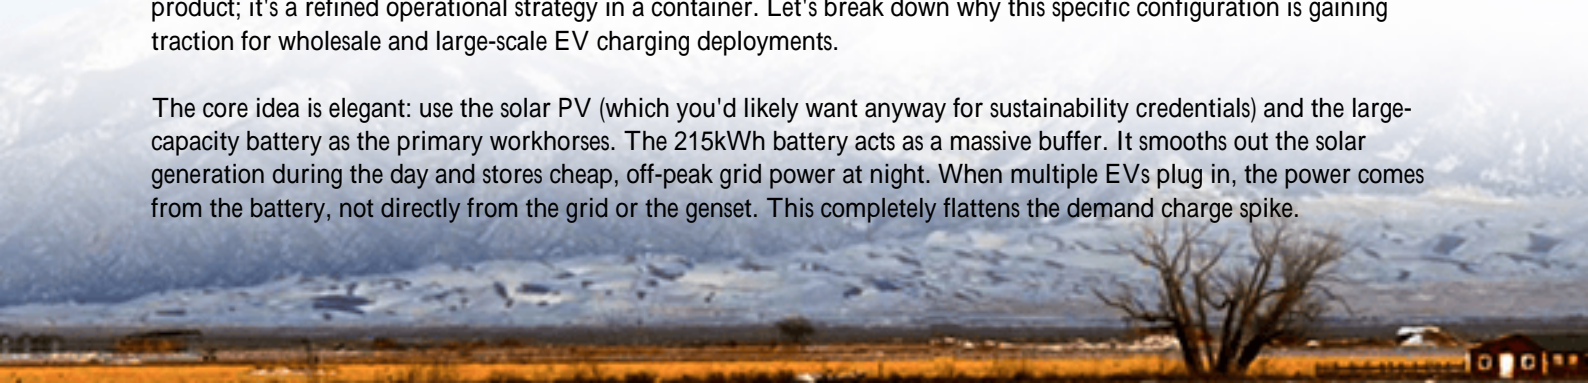 product; it's a refined operational strategy in a container. Let's break down why this specific configuration is gaining
traction for wholesale and large-scale EV charging deployments.
The core idea is elegant: use the solar PV (which you'd likely want anyway for sustainability credentials) and the large-
capacity battery as the primary workhorses. The 215kWh battery acts as a massive buffer. It smooths out the solar
generation during the day and stores cheap, off-peak grid power at night. When multiple EVs plug in, the power comes
from the battery, not directly from the grid or the genset. This completely flattens the demand charge spike.